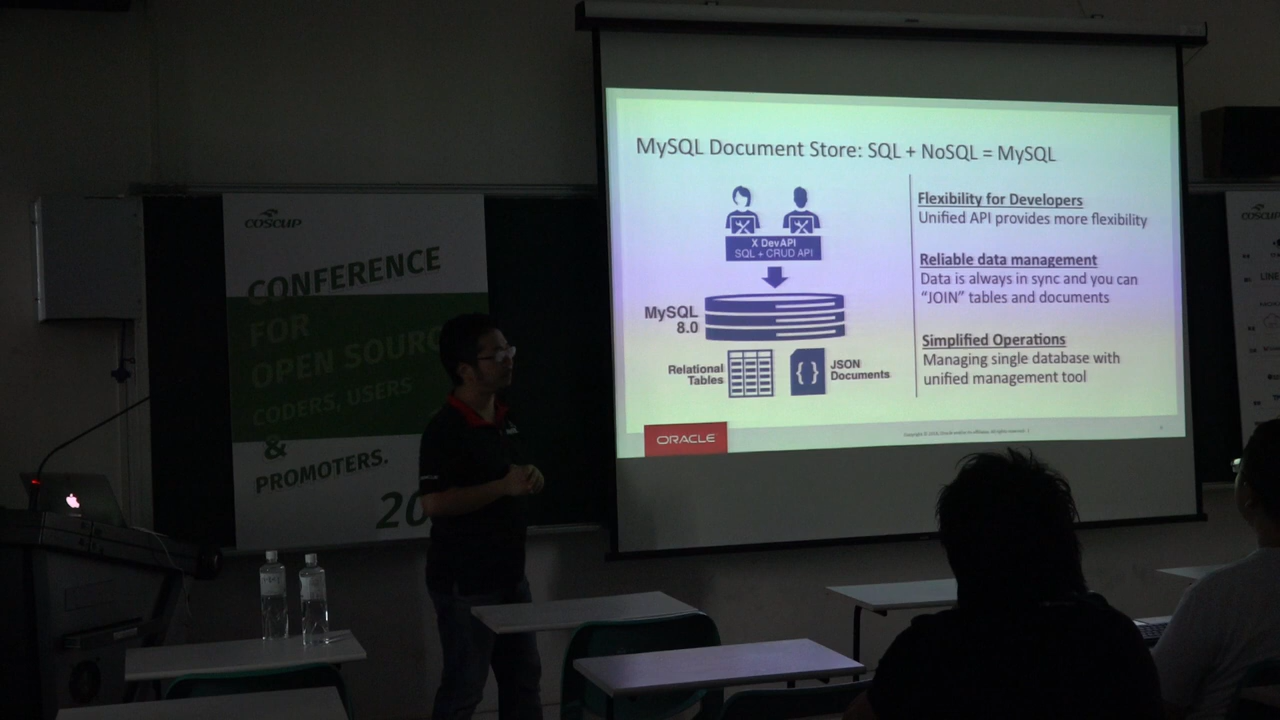 COSCUP
CONFERENCE
FOR
OPEN SOURC
CODERS, USERS
&
PROMOTERS.
20
MySQL Document Store: SQL + NoSQL = MySQL
X DevAPI
SQL + CRUD API
MySQL
8.0
Relational
Tables
{ }
JSON
Documents
Flexibility for Developers
Unified API provides more flexibility
Reliable data management
Data is always in sync and you can
“JOIN” tables and documents
Simplified Operations
Managing single database with
unified management tool
ORACLE
COSCUP
LINE